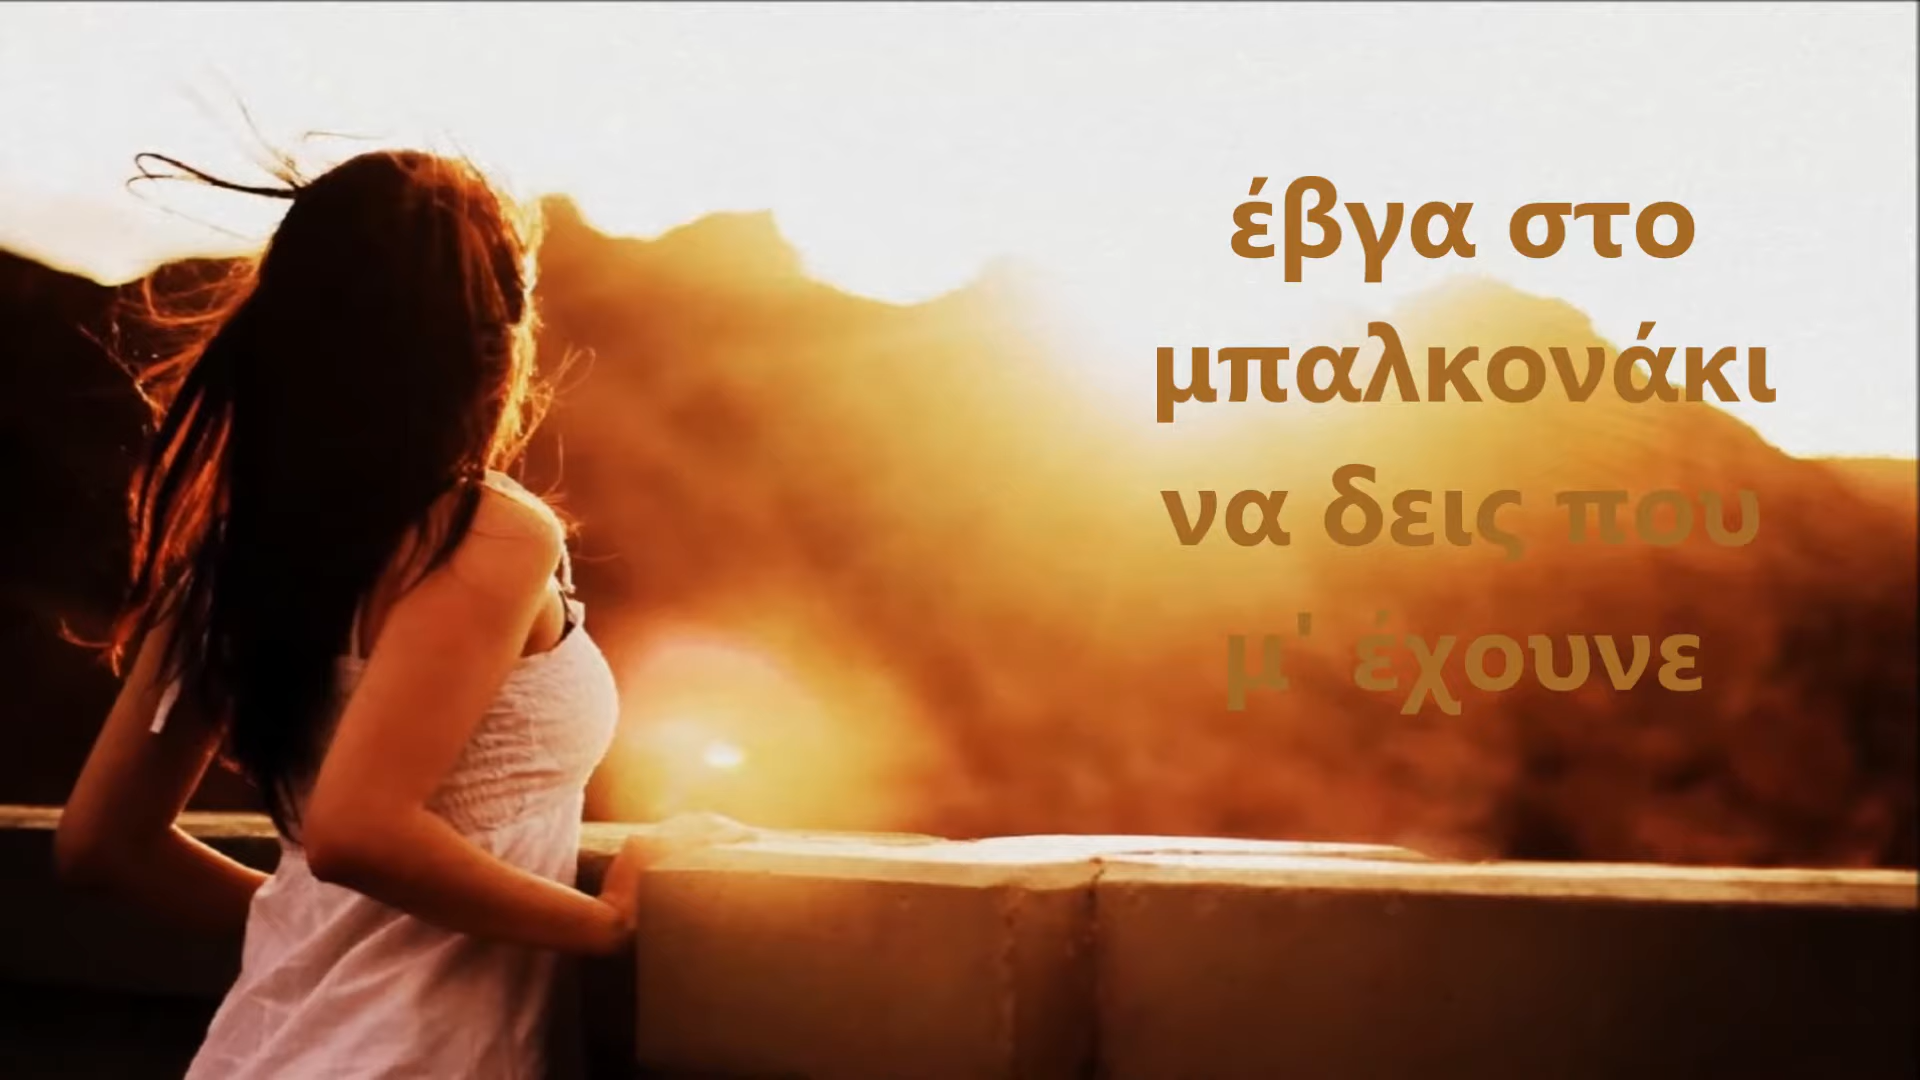 έβγα στο
μπαλκονάκι
να δεις που
μ' έχουνε